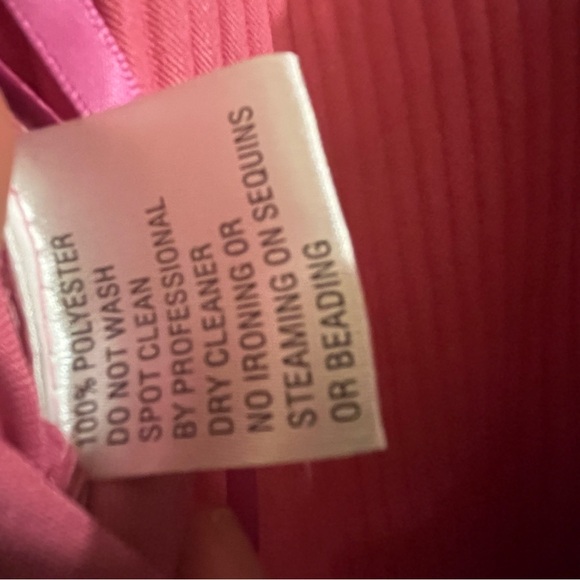 100% POLYESTER
DO NOT WASH
SPOT CLEAN
BY PROFESSIONAL
DRY CLEANER
NO IRONING OR
STEAMING ON SEQUINS
OR BEADING